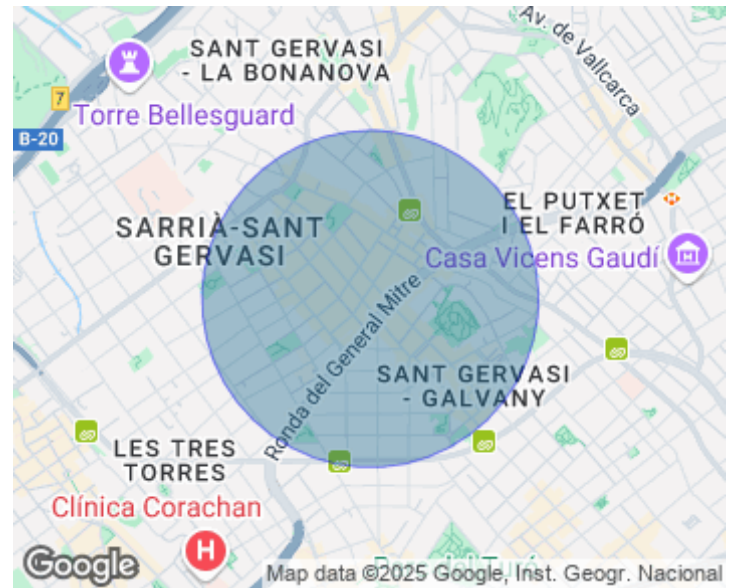 SANT GERVASI
- LA BONANOVA
Av. de Vallcarca
7
Torre Bellesguard
B-20
EL PUTXET
I EL FARRÓ
SARRIÀ-SANT
GERVASI
Casa Vicens Gaudí
Ronda del General Mitre
SANT GERVASI
- GALVANY
LES TRES
TORRES
Clínica Corachan
H
Google
Map data ©2025 Google, Inst. Geogr. Nacional